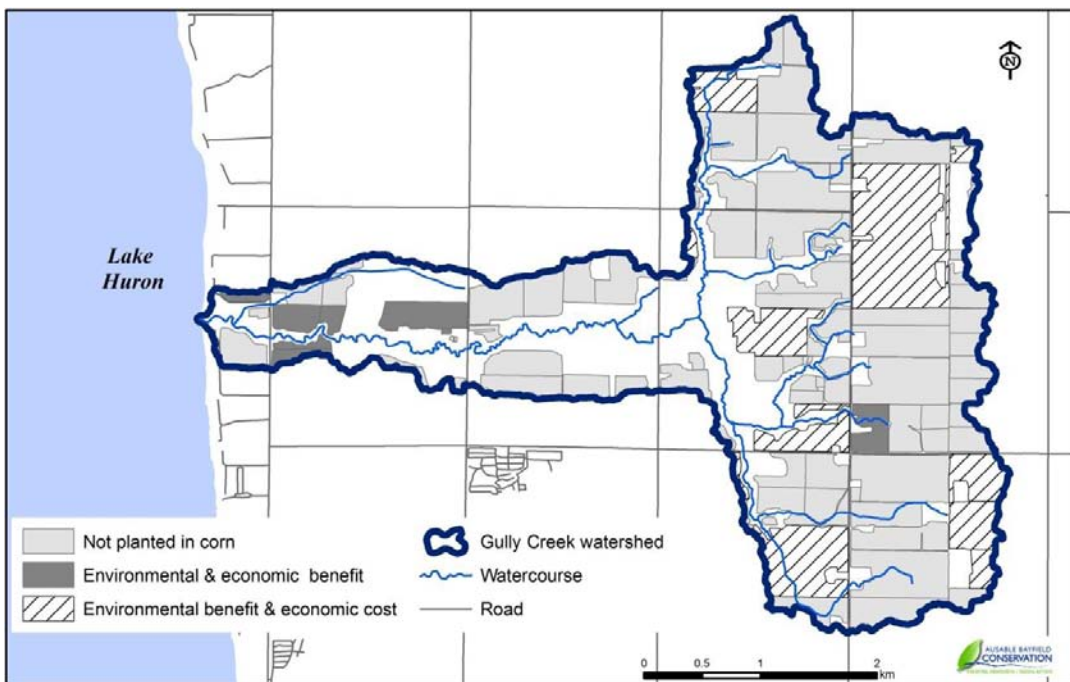 N
Lake
Huron
Not planted in corn
Environmental & economic benefit
Environmental benefit & economic cost
Gully Creek watershed
Watercourse
Road
0 0.5 1 2
km
AUSABLE BAYFIELD
CONSERVATION